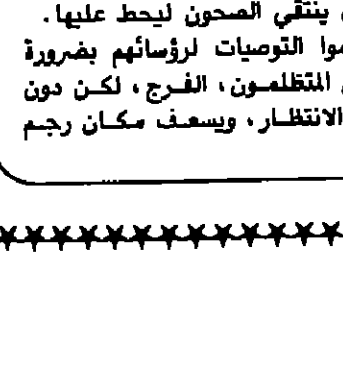 ينتقي الصحون ليحط عليها .
موا التوصيات لرؤسائهم بضرورة
المتظلمون ، الفرج ، لكن دون
الانتظار ، ويسعف مكان رجم